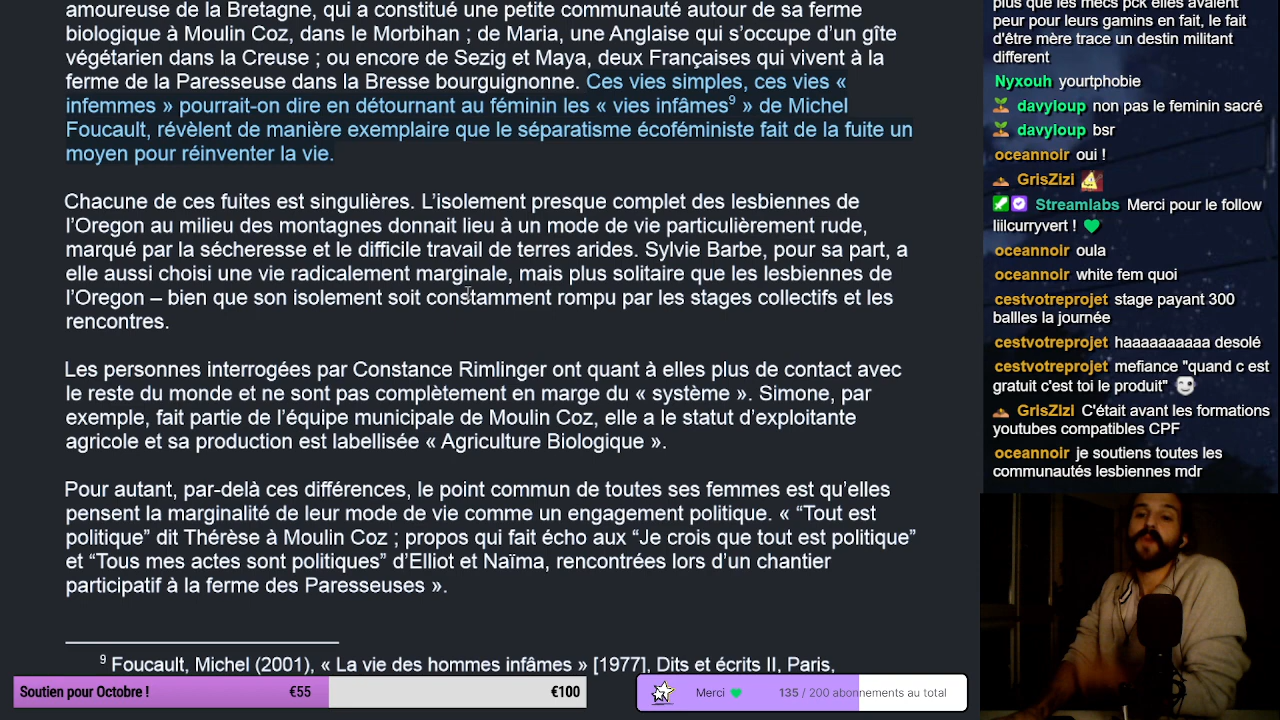 amoureuse de la Bretagne, qui a constitué une petite communauté autour de sa ferme
biologique à Moulin Coz, dans le Morbihan ; de Maria, une Anglaise qui s’occupe d’un gîte
végétarien dans la Creuse ; ou encore de Sezig et Maya, deux Françaises qui vivent à la
ferme de la Paresseuse dans la Bresse bourguignonne. Ces vies simples, ces vies «
infemmes » pourrait-on dire en détournant au féminin les « vies infâmes⁹ » de Michel
Foucault, révèlent de manière exemplaire que le séparatisme écoféministe fait de la fuite un
moyen pour réinventer la vie.
Chacune de ces fuites est singulières. L’isolement presque complet des lesbiennes de
l’Oregon au milieu des montagnes donnait lieu à un mode de vie particulièrement rude,
marqué par la sécheresse et le difficile travail de terres arides. Sylvie Barbe, pour sa part, a
elle aussi choisi une vie radicalement marginale, mais plus solitaire que les lesbiennes de
l’Oregon – bien que son isolement soit constamment rompu par les stages collectifs et les
rencontres.
Les personnes interrogées par Constance Rimlinger ont quant à elles plus de contact avec
le reste du monde et ne sont pas complètement en marge du « système ». Simone, par
exemple, fait partie de l’équipe municipale de Moulin Coz, elle a le statut d’exploitante
agricole et sa production est labellisée « Agriculture Biologique ».
Pour autant, par-delà ces différences, le point commun de toutes ses femmes est qu’elles
pensent la marginalité de leur mode de vie comme un engagement politique. « “Tout est
politique” dit Thérèse à Moulin Coz ; propos qui fait écho aux “Je crois que tout est politique”
et “Tous mes actes sont politiques” d’Elliot et Naïma, rencontrées lors d’un chantier
participatif à la ferme des Paresseuses ».
⁹ Foucault, Michel (2001), « La vie des hommes infâmes » [1977], Dits et écrits II, Paris,
Soutien pour Octobre ! €55 €100
Merci 135 / 200 abonnements au total
plus que les mecs pck elles avaient
peur pour leurs gamins en fait, le fait
d'être mère trace un destin militant
different
Nyxouh yourtphobie
davyloup non pas le feminin sacré
davyloup bsr
oceannoir oui !
GrisZizi
Streamlabs Merci pour le follow
liilcurryvert !
oceannoir oula
oceannoir white fem quoi
cestvotreprojet stage payant 300
ballles la journée
cestvotreprojet haaaaaaaaaa desolé
cestvotreprojet mefiance "quand c est
gratuit c'est toi le produit"
GrisZizi C'était avant les formations
youtubes compatibles CPF
oceannoir je soutiens toutes les
communautés lesbiennes mdr